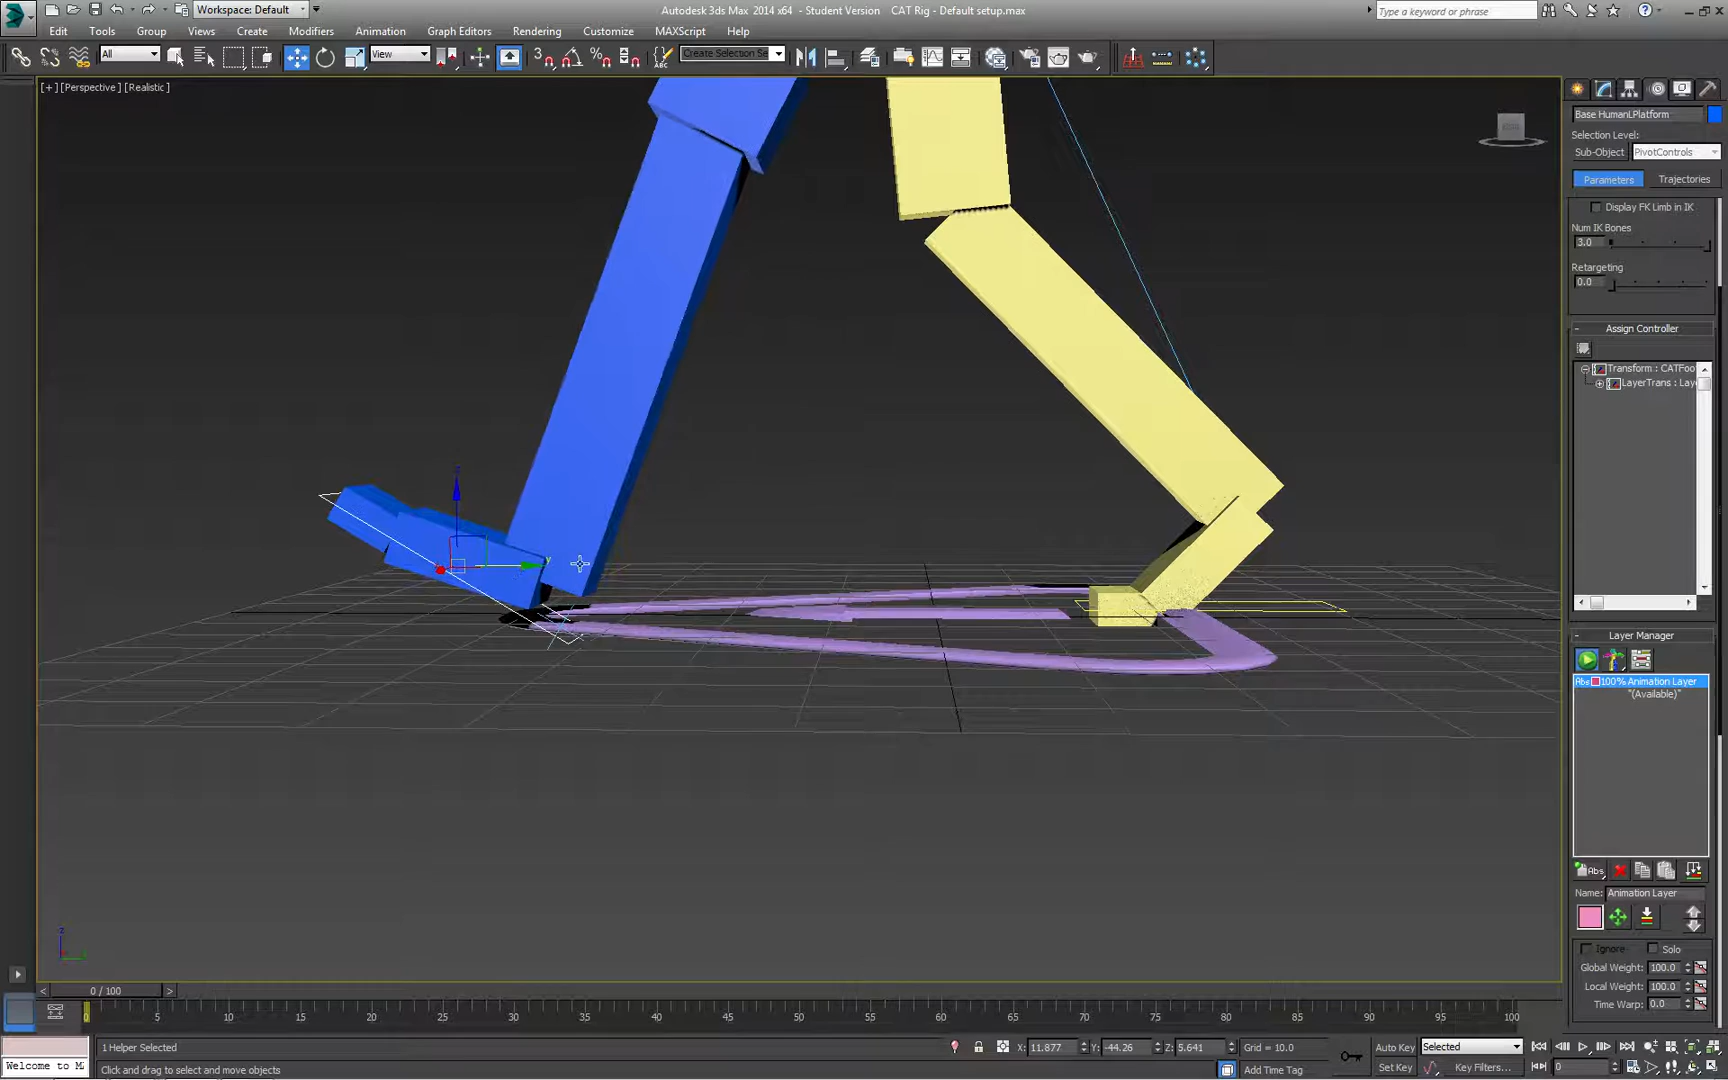 Workspace: Default
Autodesk 3ds Max 2014 x64 - Student Version CAT Rig - Default setup.max
Type a keyword or phrase
Edit Tools Group Views Create Modifiers Animation Graph Editors Rendering Customize MAXScript Help
All
View
Create Selection Se
[+] [Perspective ] [Realistic ]
Base HumanLPlatform
Selection Level:
Sub-Object PivotControls
Parameters Trajectories
Display FK Limb in IK
Num IK Bones
3.0
Retargeting
0.0
Assign Controller
Transform : CATFoo
LayerTrans : Laye
Layer Manager
Abs 100% Animation Layer
"(Available)"
Abs
Name: Animation Layer
Ignore Solo
Global Weight: 100.0
Local Weight: 100.0
Time Warp: 0.0
y
z
< 0 / 100 >
0 5 10 15 20 25 30 35 40 45 50 55 60 65 70 75 80 85 90 95 100
1 Helper Selected
X: 11.877 Y: -44.26 Z: 5.641 Grid = 10.0
Auto Key Selected
Welcome to M
Click and drag to select and move objects
Add Time Tag
Set Key Key Filters...
0